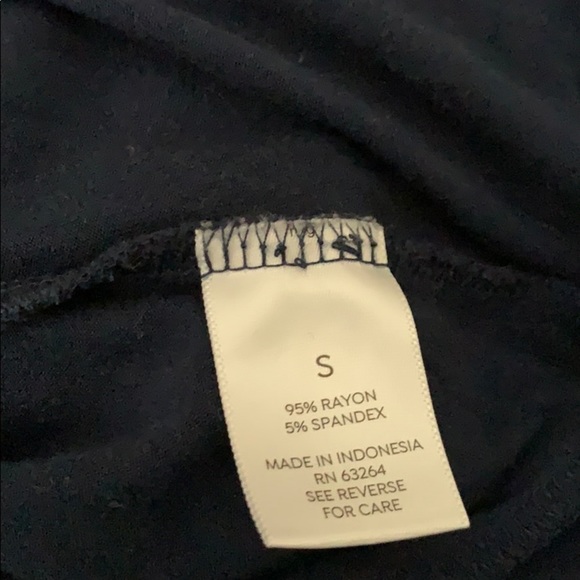 S
95% RAYON
5% SPANDEX
MADE IN INDONESIA
RN 63264
SEE REVERSE
FOR CARE